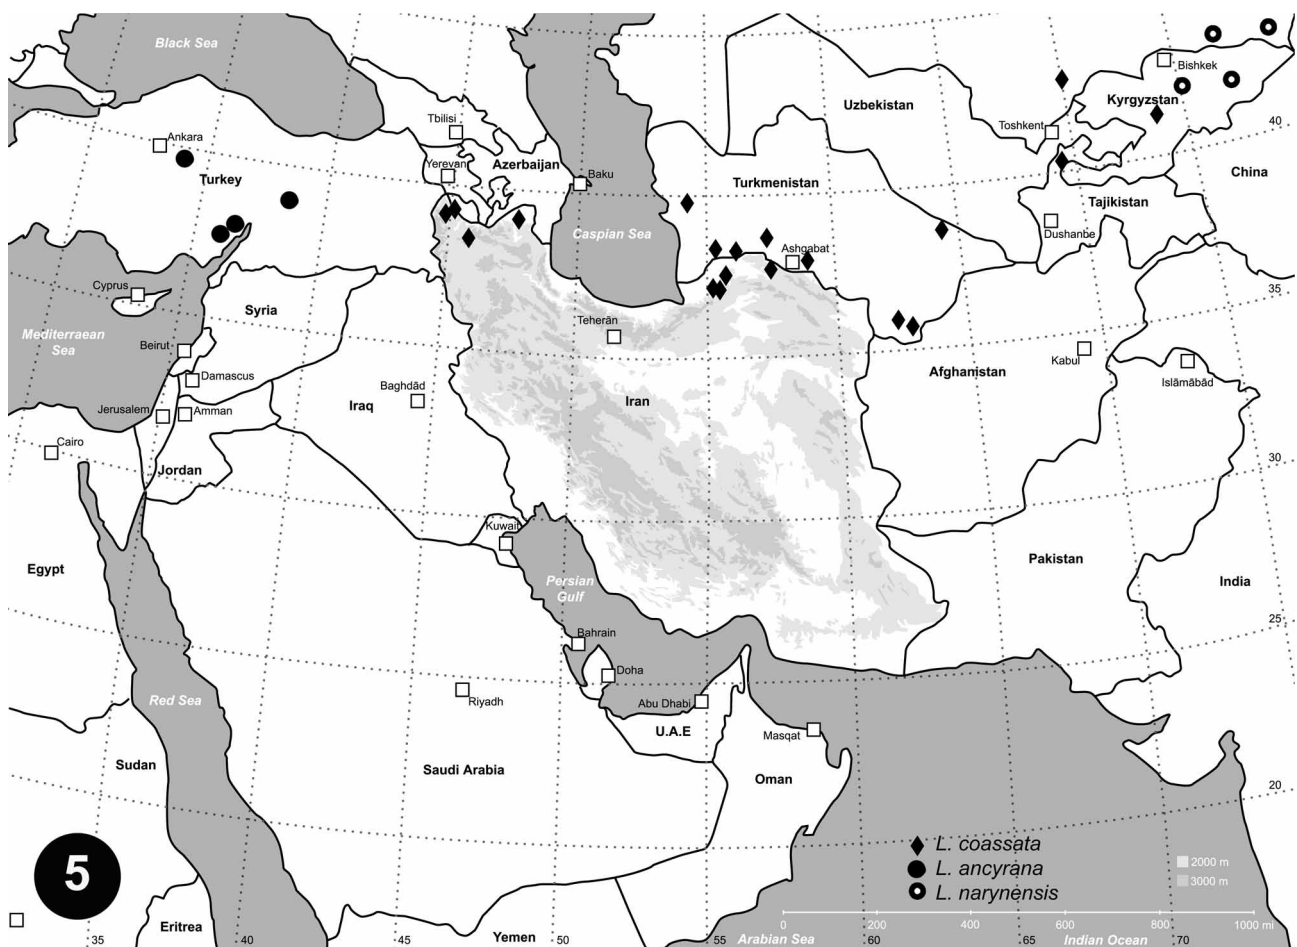 Black Sea
Bishkek
Kyrgyzstan
Uzbekistan
Toshkent
40
Tbilisi
Ankara
Yerevan
Azerbaijan
China
Turkey
Baku
Turkmenistan
Tajikistan
Dushanbe
Caspian Sea
Ashgabat
Cyprus
35
Syria
Teherān
Mediterraean
Sea
Beirut
Kabul
Damascus
Afghanistan
Islāmābād
Baghdād
Iran
Iraq
Jerusalem
Amman
Cairo
30
Jordan
Kuwait
Pakistan
Egypt
India
Persian
Gulf
25
Bahrain
Doha
Red Sea
Riyadh
Abu Dhabi
U.A.E
Masqat
Sudan
Saudi Arabia
Oman
20
L. coassata
5
L. ancyrana
L. narynensis
2000 m
3000 m
0 200 400 600 800 1000 mi
Eritrea
Yemen
35 40 45 50 55 60 65 70
Arabian Sea
Indian Ocean